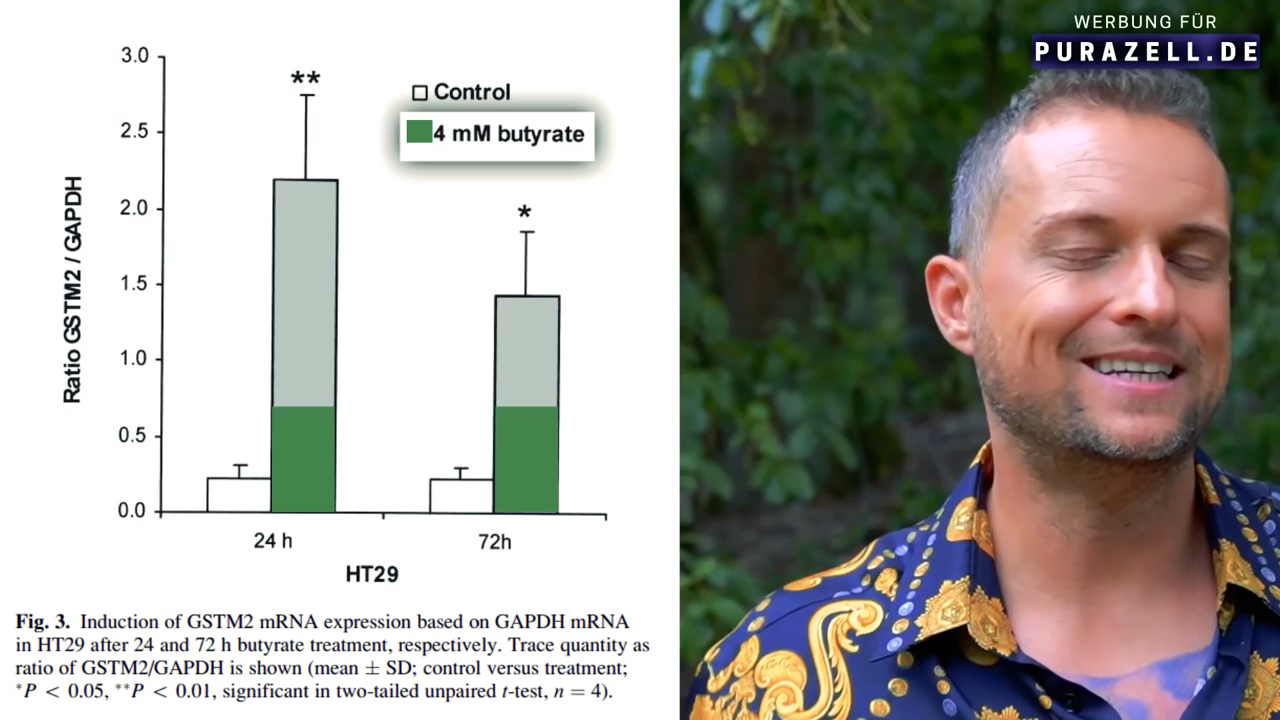 3.0
**
Control
4 mM butyrate
2.5
2.0
*
1.5
1.0
0.5
0.0
Ratio GSTM2 / GAPDH
24 h
72h
HT29
Fig. 3. Induction of GSTM2 mRNA expression based on GAPDH mRNA
in HT29 after 24 and 72 h butyrate treatment, respectively. Trace quantity as
ratio of GSTM2/GAPDH is shown (mean ± SD; control versus treatment;
*P < 0.05, **P < 0.01, significant in two-tailed unpaired t-test, n = 4).
WERBUNG FÜR
PURAZELL.DE